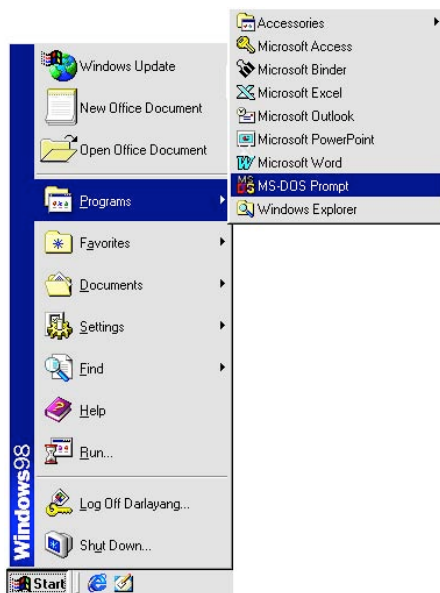 Accessories
Microsoft Access
Microsoft Binder
Microsoft Excel
Microsoft Outlook
Microsoft PowerPoint
Microsoft Word
MS-DOS Prompt
Windows Explorer
Windows Update
New Office Document
Open Office Document
Programs
Favorites
Documents
Settings
Find
Help
Run...
Log Off Darlayang...
Shut Down...
Windows98
Start